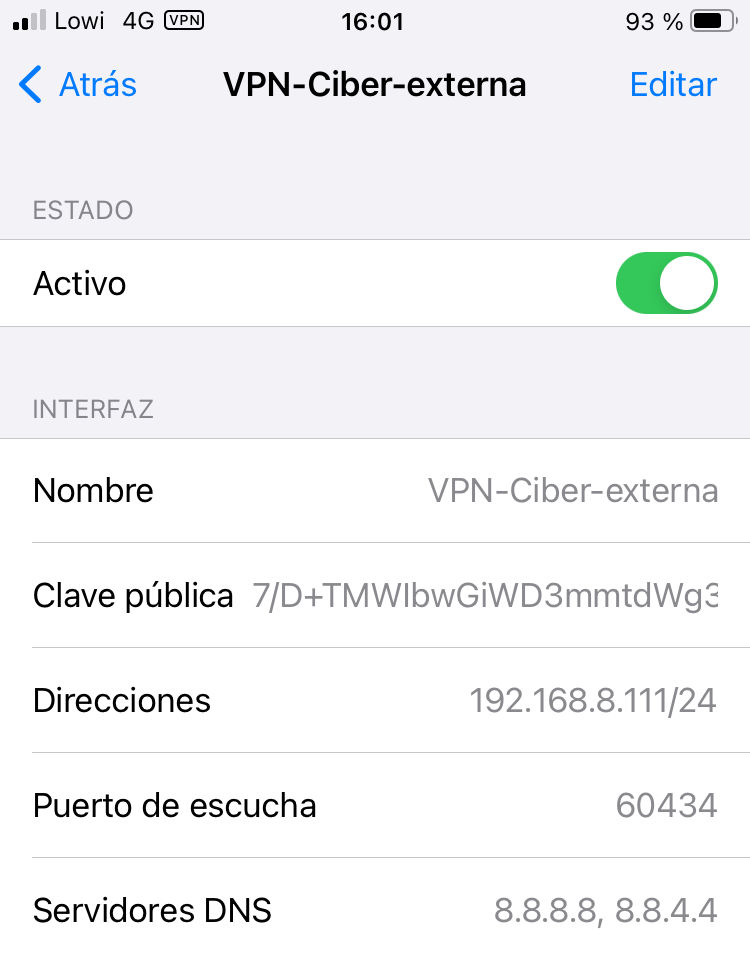 Lowi 4G VPN 16:01 93 %
Atrás VPN-Ciber-externa Editar
ESTADO
Activo
INTERFAZ
Nombre VPN-Ciber-externa
Clave pública 7/D+TMWIbwGiWD3mmtdWg3
Direcciones 192.168.8.111/24
Puerto de escucha 60434
Servidores DNS 8.8.8.8, 8.8.4.4